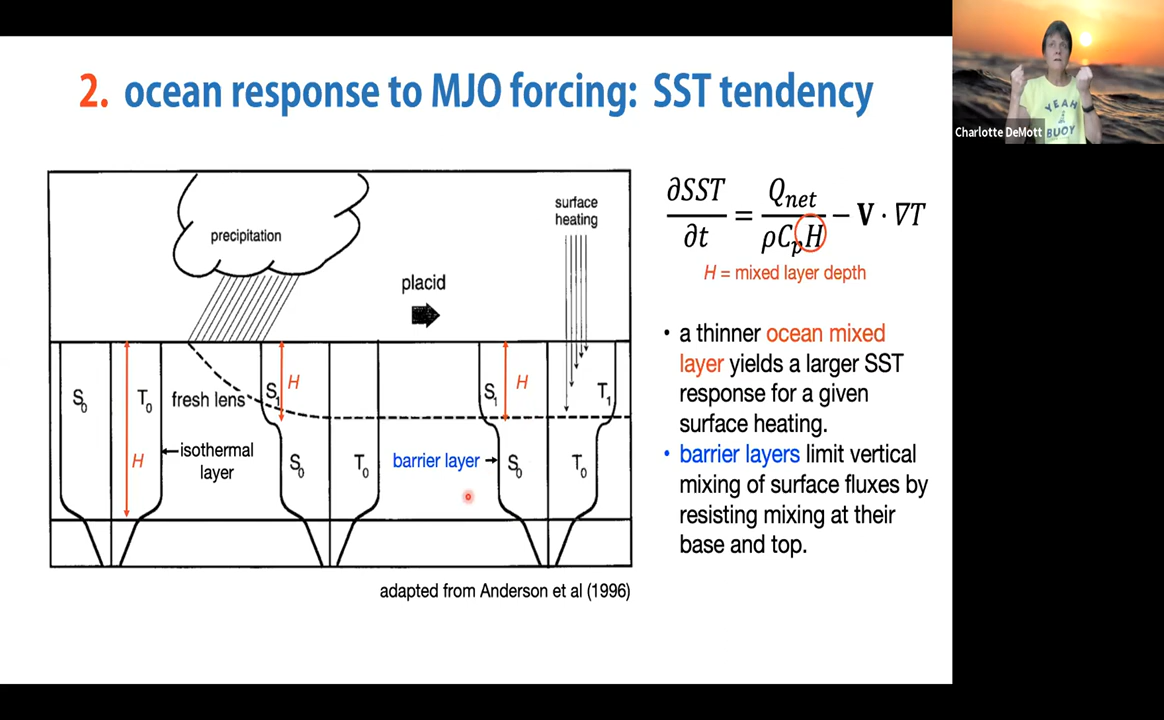 2. ocean response to MJO forcing: SST tendency
precipitation
surface
heating
placid
S₀
T₀
H
fresh lens
isothermal
layer
S₁
H
S₀
T₀
barrier layer
S₁
H
S₀
T₁
T₀
adapted from Anderson et al (1996)
∂SST/∂t = Qnet/ρCpH − V · ∇T
H = mixed layer depth
• a thinner ocean mixed
layer yields a larger SST
response for a given
surface heating.
• barrier layers limit vertical
mixing of surface fluxes by
resisting mixing at their
base and top.
YEAH
BUOY
Charlotte DeMott